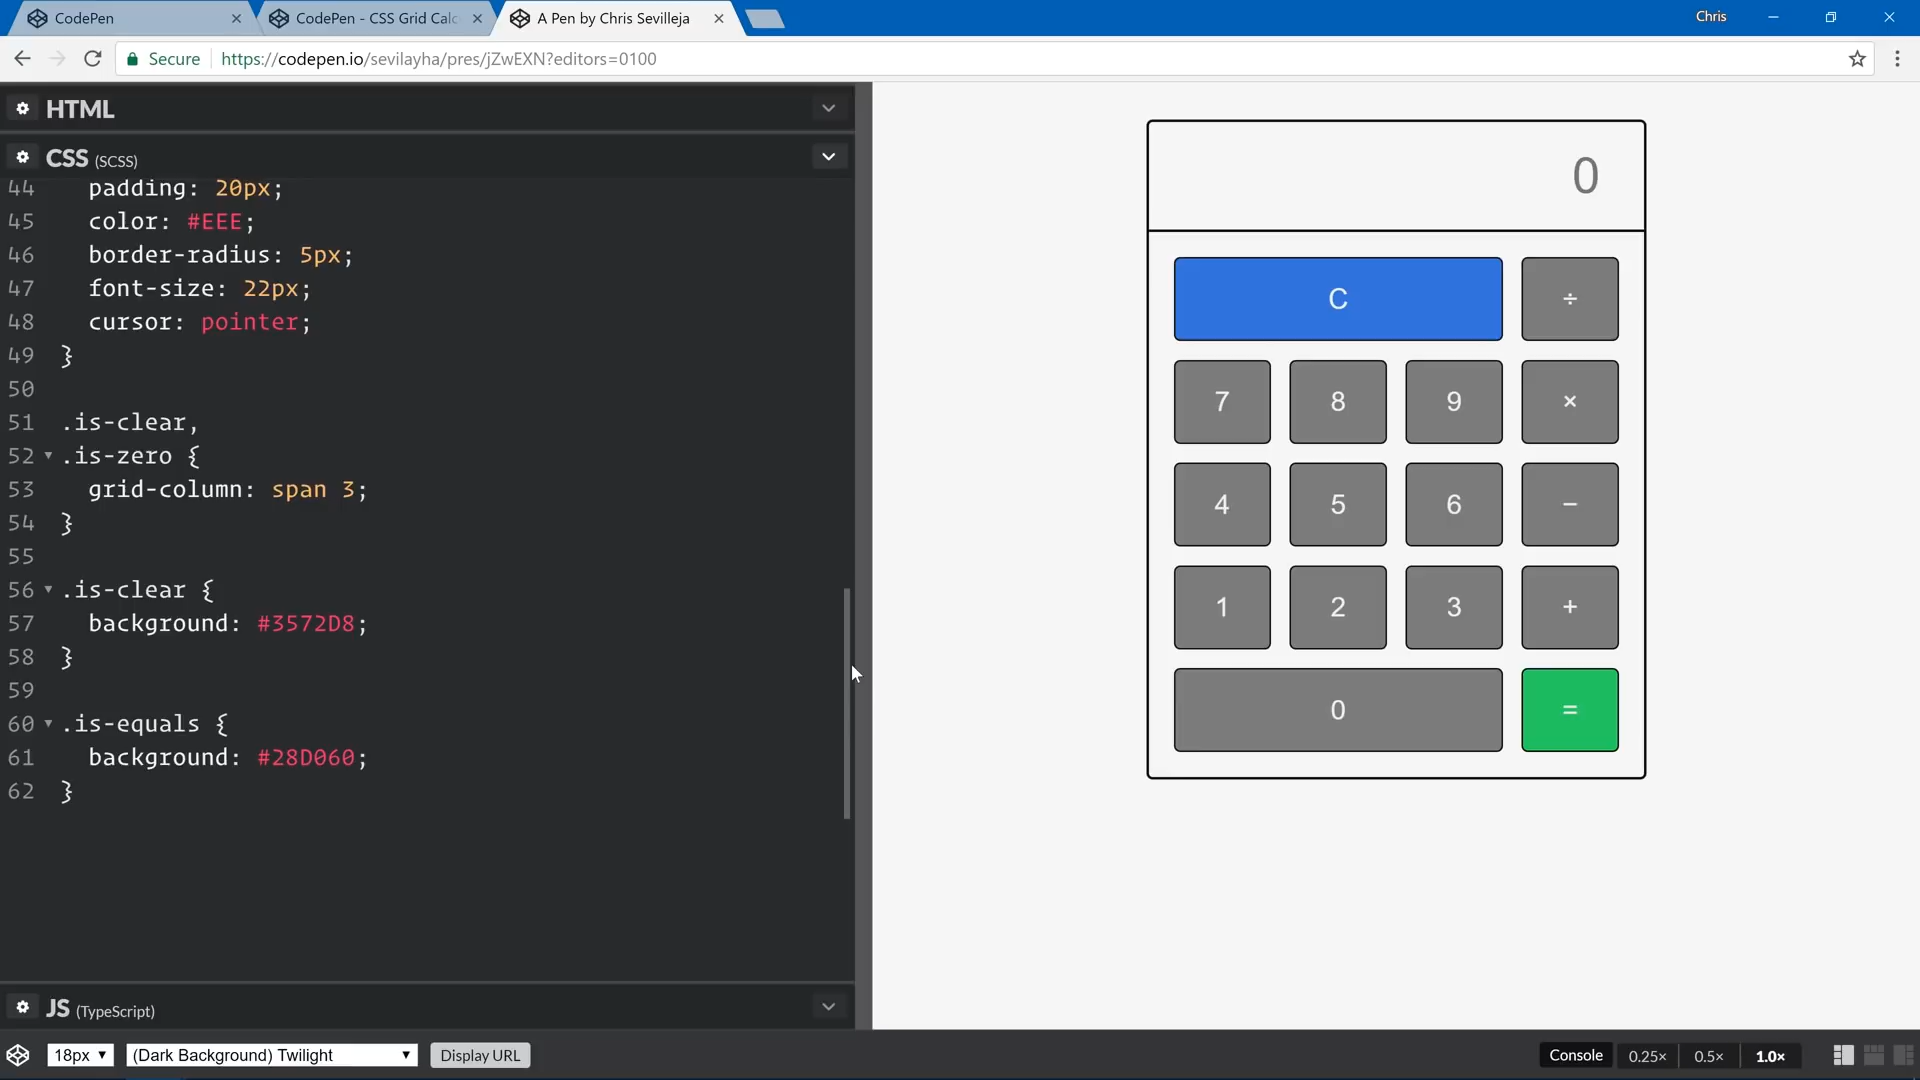 CodePen
CodePen - CSS Grid Calc
A Pen by Chris Sevilleja
Chris
Secure
https://codepen.io/sevilayha/pres/jZwEXN?editors=0100
HTML
CSS (SCSS)
44 padding: 20px;
45 color: #EEE;
46 border-radius: 5px;
47 font-size: 22px;
48 cursor: pointer;
49 }
50
51 .is-clear,
52 .is-zero {
53 grid-column: span 3;
54 }
55
56 .is-clear {
57 background: #3572D8;
58 }
59
60 .is-equals {
61 background: #28D060;
62 }
0
C ÷
7 8 9 ×
4 5 6 −
1 2 3 +
0 =
JS (TypeScript)
18px
(Dark Background) Twilight
Display URL
Console 0.25× 0.5× 1.0×